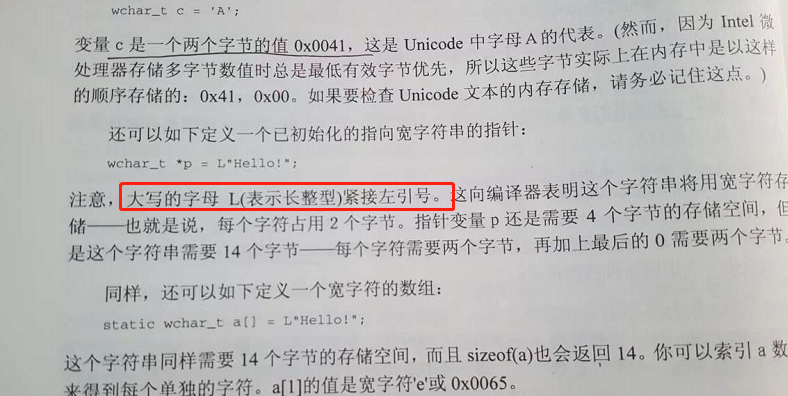 wchar_t c = 'A';
变量 c 是一个两个字节的值 0x0041，这是 Unicode 中字母 A 的代表。(然而，因为 Intel 微
处理器存储多字节数值时总是最低有效字节优先，所以这些字节实际上在内存中是以这样
的顺序存储的：0x41，0x00。如果要检查 Unicode 文本的内存存储，请务必记住这点。)
还可以如下定义一个已初始化的指向宽字符串的指针：
wchar_t *p = L"Hello!";
注意，大写的字母 L(表示长整型)紧接左引号。这向编译器表明这个字符串将用宽字符存
储——也就是说，每个字符占用 2 个字节。指针变量 p 还是需要 4 个字节的存储空间，但
是这个字符串需要 14 个字节——每个字符需要两个字节，再加上最后的 0 需要两个字节。
同样，还可以如下定义一个宽字符的数组：
static wchar_t a[] = L"Hello!";
这个字符串同样需要 14 个字节的存储空间，而且 sizeof(a)也会返回 14。你可以索引 a 数
来得到每个单独的字符。a[1]的值是宽字符'e'或 0x0065。